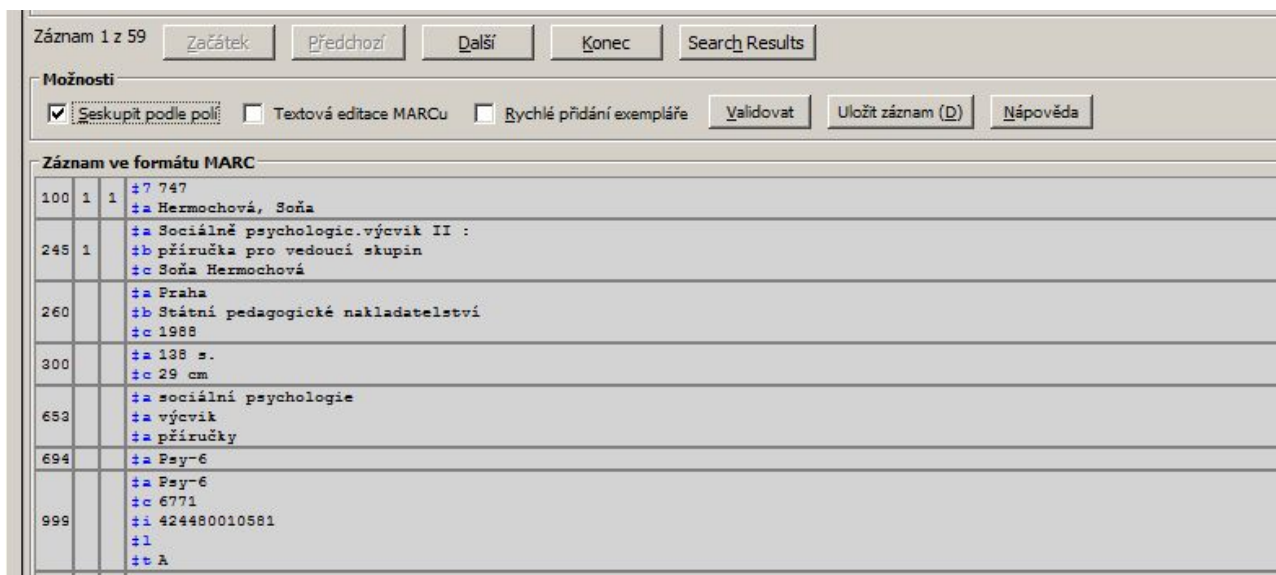 Záznam 1 z 59 Začátek Předchozí Další Konec Search Results
Možnosti
Seskupit podle polí Textová editace MARCu Rychlé přidání exempláře Validovat Uložit záznam (D) Nápověda
Záznam ve formátu MARC
100 1 1 ‡7 747
‡a Hermochová, Soňa
‡a Sociálně psychologic.výcvik II :
245 1 ‡b příručka pro vedoucí skupin
‡c Soňa Hermochová
‡a Praha
260 ‡b Státní pedagogické nakladatelství
‡c 1988
300 ‡a 138 s.
‡c 29 cm
‡a sociální psychologie
653 ‡a výcvik
‡a příručky
694 ‡a Psy-6
‡a Psy-6
‡c 6771
999 ‡i 424480010581
‡l
‡t A